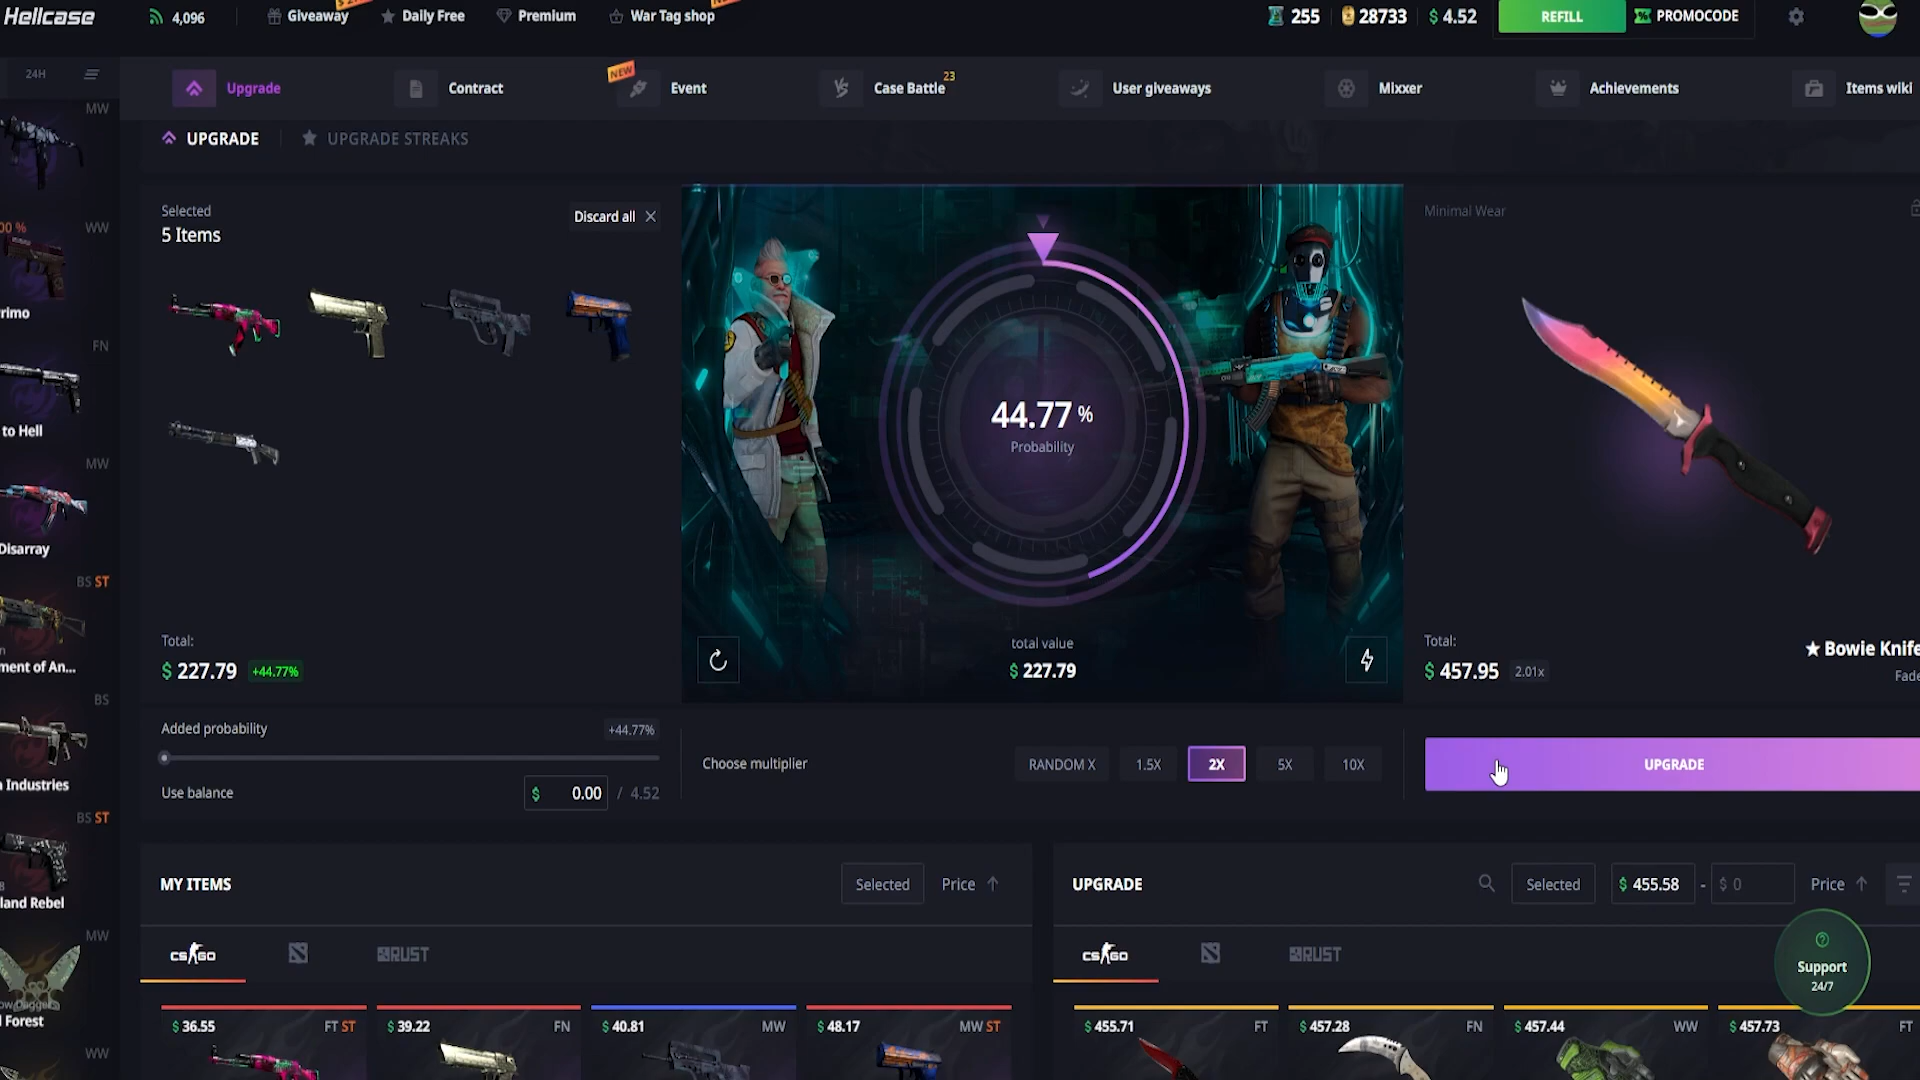 Hellcase
4,096
Giveaway
Daily Free
Premium
War Tag shop
255
28733
$ 4.52
REFILL
PROMOCODE
24H
Upgrade
Contract
NEW
Event
Case Battle
23
User giveaways
Mixxer
Achievements
Items wiki
UPGRADE
UPGRADE STREAKS
MW
WW
rimo
FN
to Hell
MW
Disarray
BS ST
ment of An...
BS
Industries
BS ST
land Rebel
MW
Forest
WW
Selected
5 Items
Discard all
Total:
$ 227.79
+44.77%
44.77 %
Probability
total value
$ 227.79
Minimal Wear
Total:
$ 457.95
2.01x
★ Bowie Knife
Fade
Added probability
+44.77%
Use balance
$ 0.00 / 4.52
Choose multiplier
RANDOM X
1.5X
2X
5X
10X
UPGRADE
MY ITEMS
Selected
Price
UPGRADE
Selected
$ 455.58 - $ 0
Price
CS GO
RUST
CS GO
RUST
Support
24/7
$ 36.55
FT ST
$ 39.22
FN
$ 40.81
MW
$ 48.17
MW ST
$ 455.71
FT
$ 457.28
FN
$ 457.44
WW
$ 457.73
FT